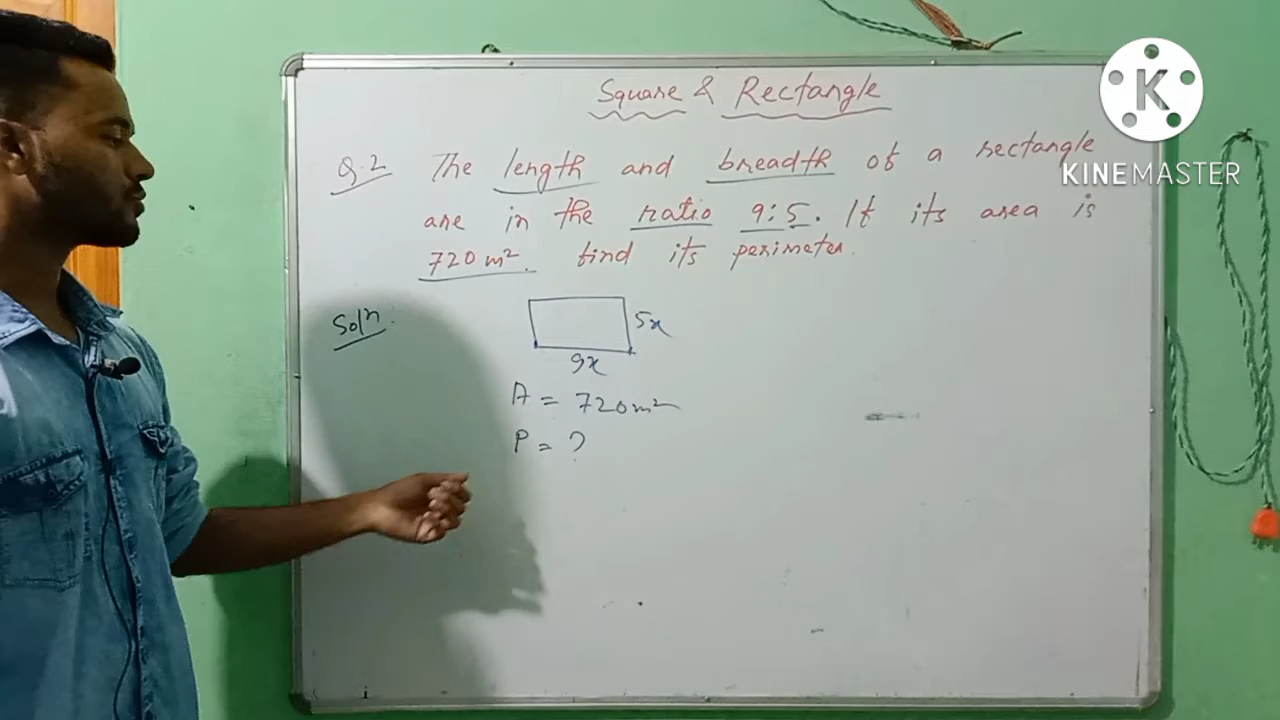 Square & Rectangle
KINEMASTER
Q.2 The length and breadth of a rectangle
are in the ratio 9:5. If its area is
720 m². find its perimeter.
Solⁿ:
5x
9x
A = 720m²
P = ?